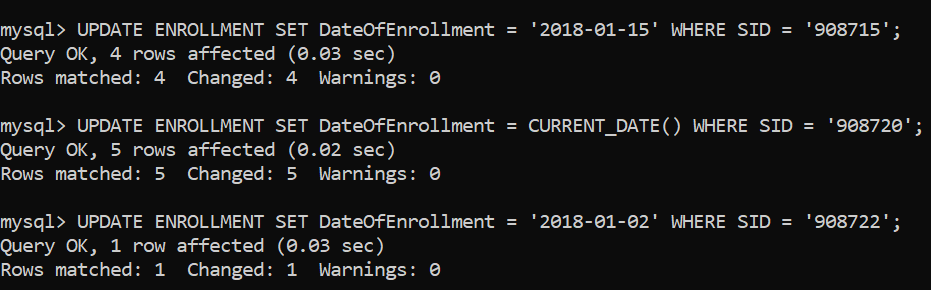 mysql> UPDATE ENROLLMENT SET DateOfEnrollment = '2018-01-15' WHERE SID = '908715';
Query OK, 4 rows affected (0.03 sec)
Rows matched: 4  Changed: 4  Warnings: 0
mysql> UPDATE ENROLLMENT SET DateOfEnrollment = CURRENT_DATE() WHERE SID = '908720';
Query OK, 5 rows affected (0.02 sec)
Rows matched: 5  Changed: 5  Warnings: 0
mysql> UPDATE ENROLLMENT SET DateOfEnrollment = '2018-01-02' WHERE SID = '908722';
Query OK, 1 row affected (0.03 sec)
Rows matched: 1  Changed: 1  Warnings: 0